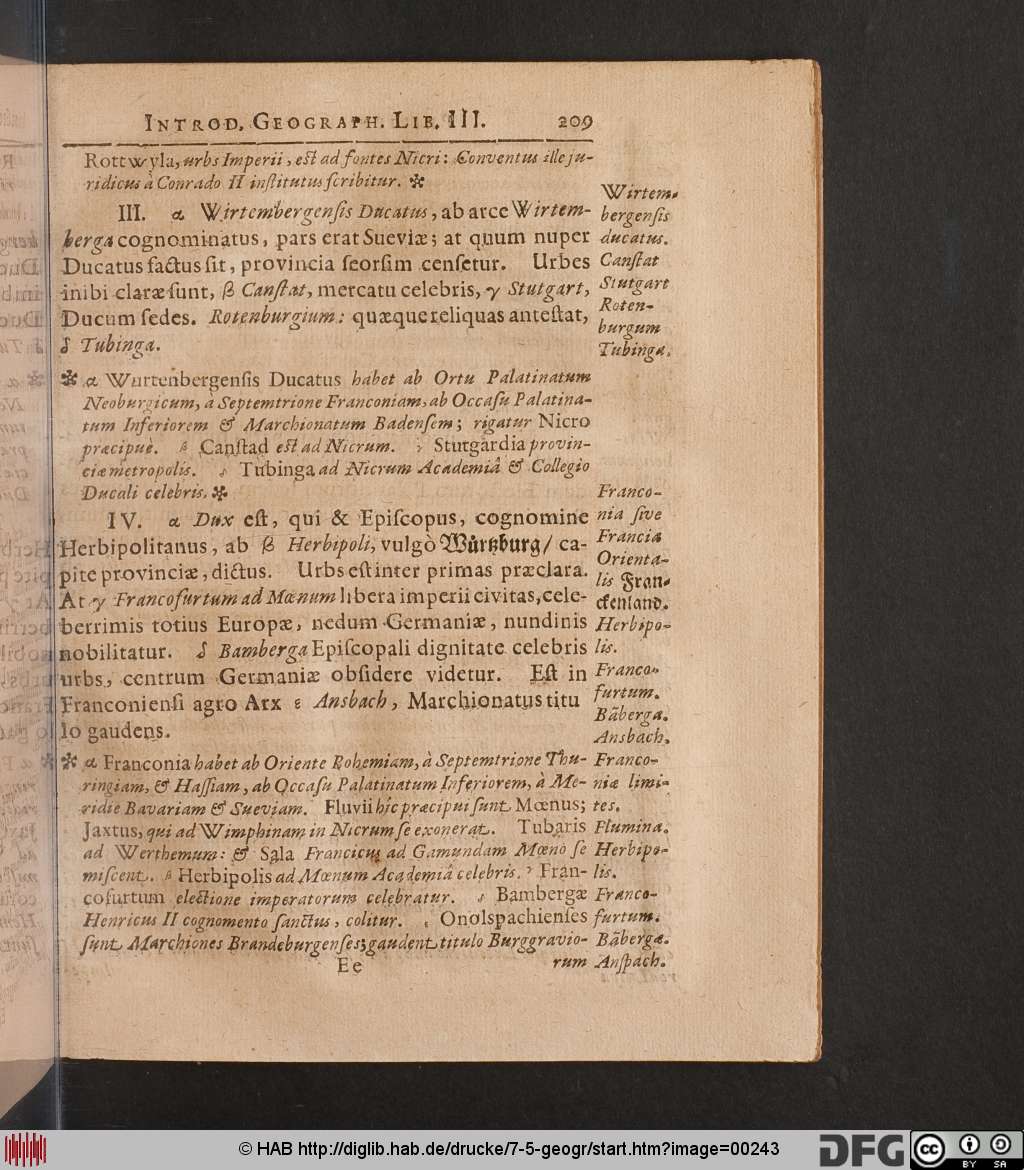 INTROD. GEOGRAPH. LIB. III. 209
Rottwyla, urbs Imperii, est ad fontes Nicri: Conventus ille ju-
ridicus à Conrado II institutus scribitur. ✻
III. α Wirtembergensis Ducatus, ab arce Wirtem-
berga cognominatus, pars erat Sueviæ; at quum nuper
Ducatus factus sit, provincia seorsim censetur. Urbes
inibi claræ sunt, β Canstat, mercatu celebris, γ Stutgart,
Ducum sedes. Rotenburgium: quæque reliquas antestat,
δ Tubinga.
Wirtem-
bergensis
ducatus.
Canstat
Stutgart
Roten-
burgum
Tubinga.
✻ α Wurtenbergensis Ducatus habet ab Ortu Palatinatum
Neoburgicum, à Septemtrione Franconiam, ab Occasu Palatina-
tum Inferiorem & Marchionatum Badensem; rigatur Nicro
præcipuè. β Canstad est ad Nicrum. γ Stutgardia provin-
ciæ metropolis. δ Tubinga ad Nicrum Academiâ & Collegio
Ducali celebris. ✻
IV. α Dux est, qui & Episcopus, cognomine
Herbipolitanus, ab β Herbipoli, vulgò Würtzburg/ ca-
pite provinciæ, dictus. Urbs est inter primas præclara.
At γ Francofurtum ad Mœnum libera imperii civitas, cele-
berrimis totius Europæ, nedum Germaniæ, nundinis
nobilitatur. δ Bamberga Episcopali dignitate celebris
urbs, centrum Germaniæ obsidere videtur. Est in
Franconiensi agro Arx ε Ansbach, Marchionatus titu
lo gaudens.
Franco-
nia sive
Francia
Orienta-
lis Fran-
ckenland.
Herbipo-
lis.
Franco-
furtum.
Bãberga.
Ansbach.
✻ α Franconia habet ab Oriente Bohemiam, à Septemtrione Thu-
ringiam, & Hassiam, ab Occasu Palatinatum Inferiorem, à Me-
ridie Bavariam & Sueviam. Fluvii hîc præcipui sunt Mœnus;
Jaxtus, qui ad Wimphinam in Nicrum se exonerat. Tubaris
ad Werthemum: & Sala Francicus ad Gamundam Mœno se
miscent. β Herbipolis ad Mœnum Academiâ celebris. γ Fran-
cofurtum electione imperatorum celebratur. δ Bambergæ
Henricus II cognomento sanctus, colitur. ε Onolspachienses
sunt Marchiones Brandeburgenses; gaudent titulo Burggravio-
Franco-
niæ limi-
tes.
Flumina.
Herbipo-
lis.
Franco-
furtum.
Bãberga.
Anspach.
Ee rum
© HAB http://diglib.hab.de/drucke/7-5-geogr/start.htm?image=00243
DFG
cc
BY SA